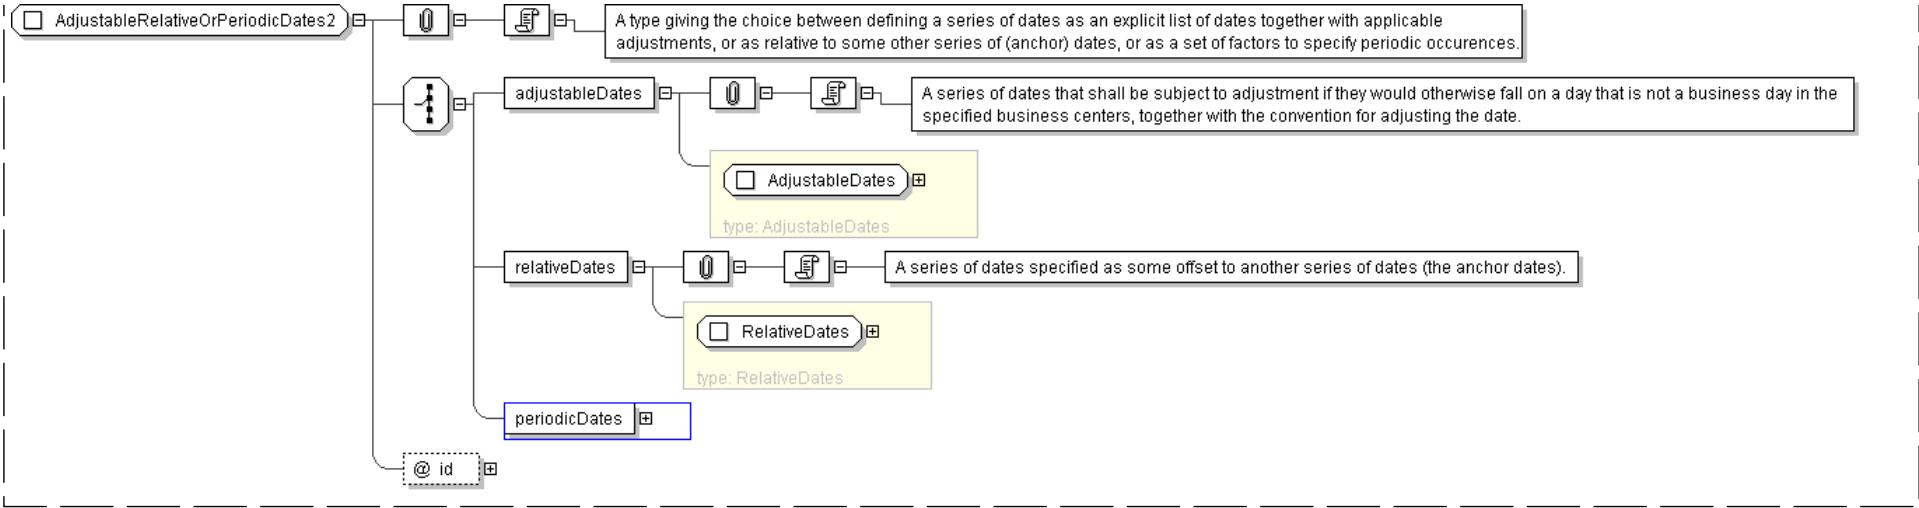 AdjustableRelativeOrPeriodicDates2
A type giving the choice between defining a series of dates as an explicit list of dates together with applicable
adjustments, or as relative to some other series of (anchor) dates, or as a set of factors to specify periodic occurences.
adjustableDates
A series of dates that shall be subject to adjustment if they would otherwise fall on a day that is not a business day in the
specified business centers, together with the convention for adjusting the date.
AdjustableDates
type: AdjustableDates
relativeDates
A series of dates specified as some offset to another series of dates (the anchor dates).
RelativeDates
type: RelativeDates
periodicDates
@ id